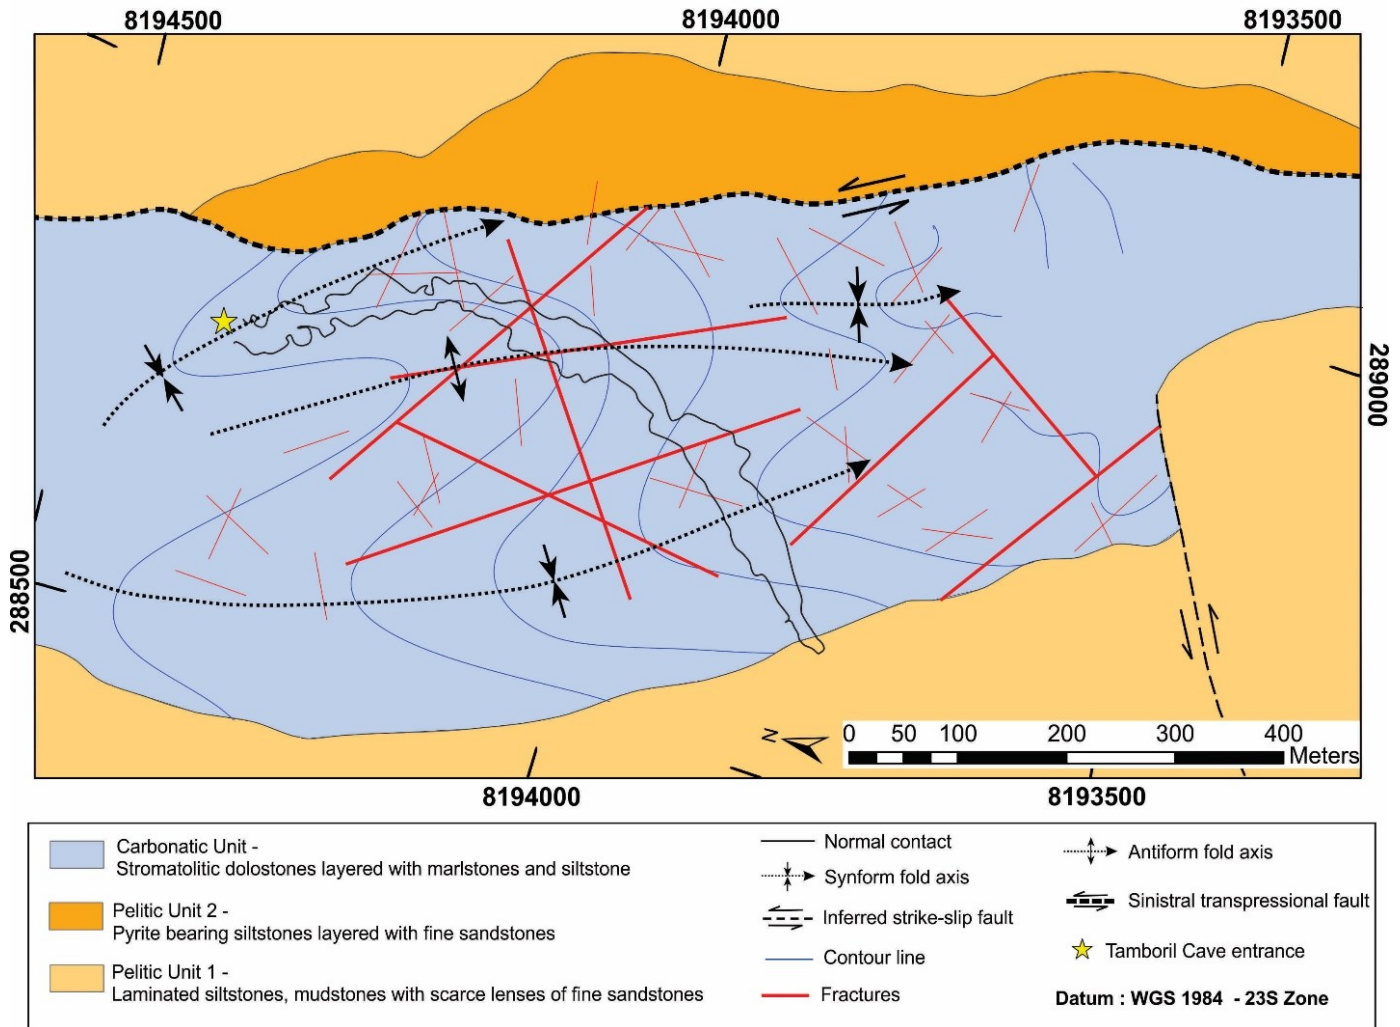 8194500
8194000
8193500
289000
288500
N
0
50
100
200
300
400
Meters
8194000
8193500
Carbonatic Unit -
Stromatolitic dolostones layered with marlstones and siltstone
Pelitic Unit 2 -
Pyrite bearing siltstones layered with fine sandstones
Pelitic Unit 1 -
Laminated siltstones, mudstones with scarce lenses of fine sandstones
Normal contact
Synform fold axis
Inferred strike-slip fault
Contour line
Fractures
Antiform fold axis
Sinistral transpressional fault
Tamboril Cave entrance
Datum : WGS 1984 - 23S Zone